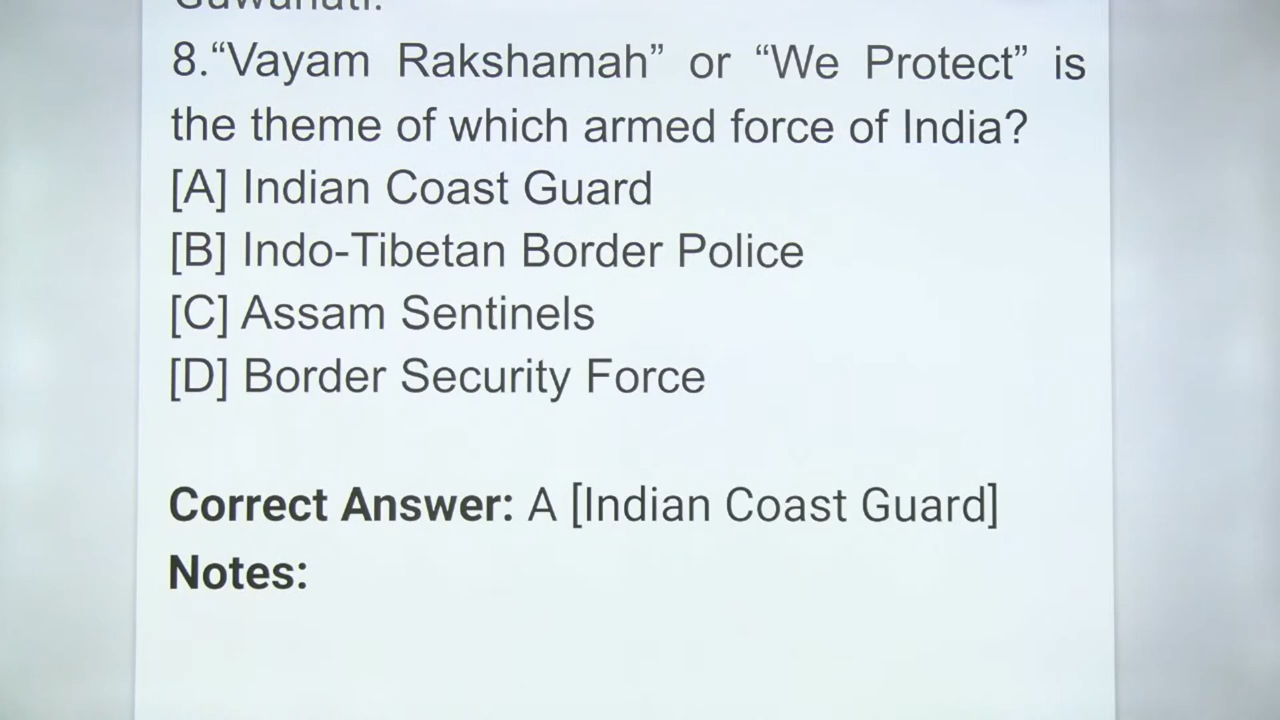 8.“Vayam Rakshamah” or “We Protect” is
the theme of which armed force of India?
[A] Indian Coast Guard
[B] Indo-Tibetan Border Police
[C] Assam Sentinels
[D] Border Security Force
Correct Answer: A [Indian Coast Guard]
Notes: